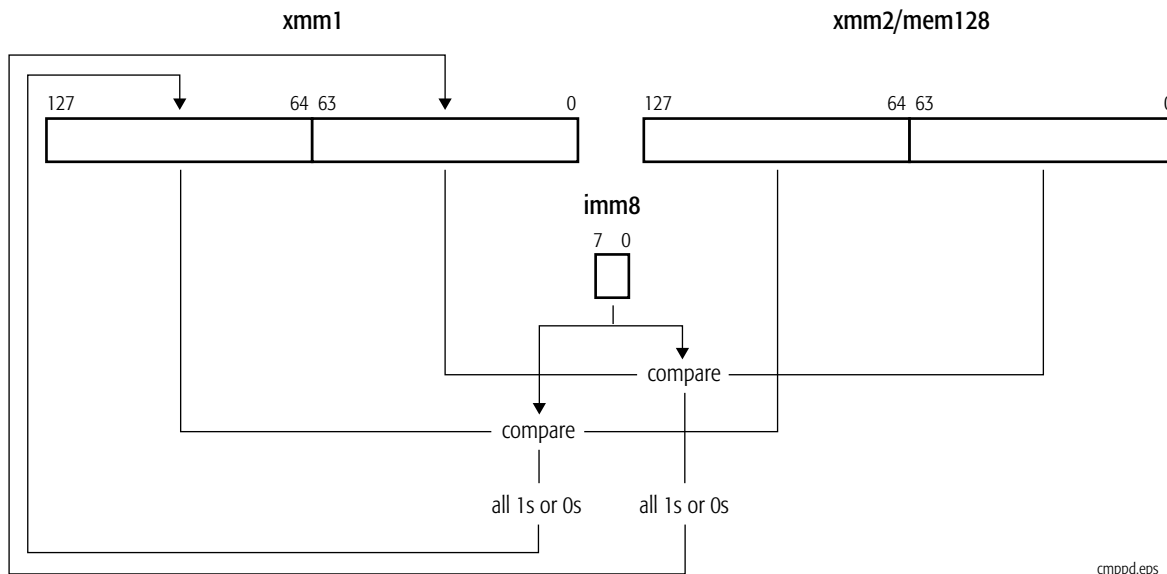 xmm1 xmm2/mem128
127 64 63 0 127 64 63 0
imm8
7 0
compare
compare
all 1s or 0s all 1s or 0s
cmppd.eps